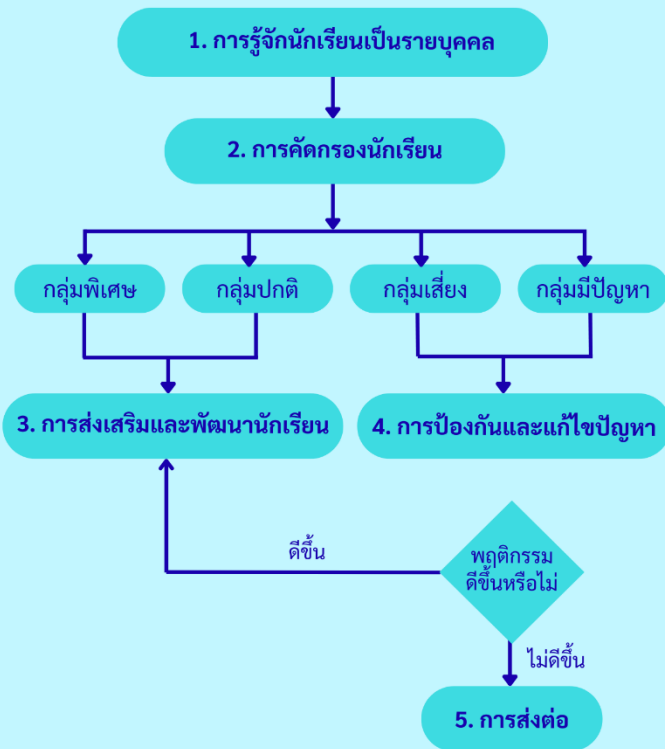 1. การรู้จักนักเรียนเป็นรายบุคคล
2. การคัดกรองนักเรียน
กลุ่มพิเศษ
กลุ่มปกติ
กลุ่มเสี่ยง
กลุ่มมีปัญหา
3. การส่งเสริมและพัฒนานักเรียน
4. การป้องกันและแก้ไขปัญหา
ดีขึ้น
พฤติกรรม
ดีขึ้นหรือไม่
ไม่ดีขึ้น
5. การส่งต่อ